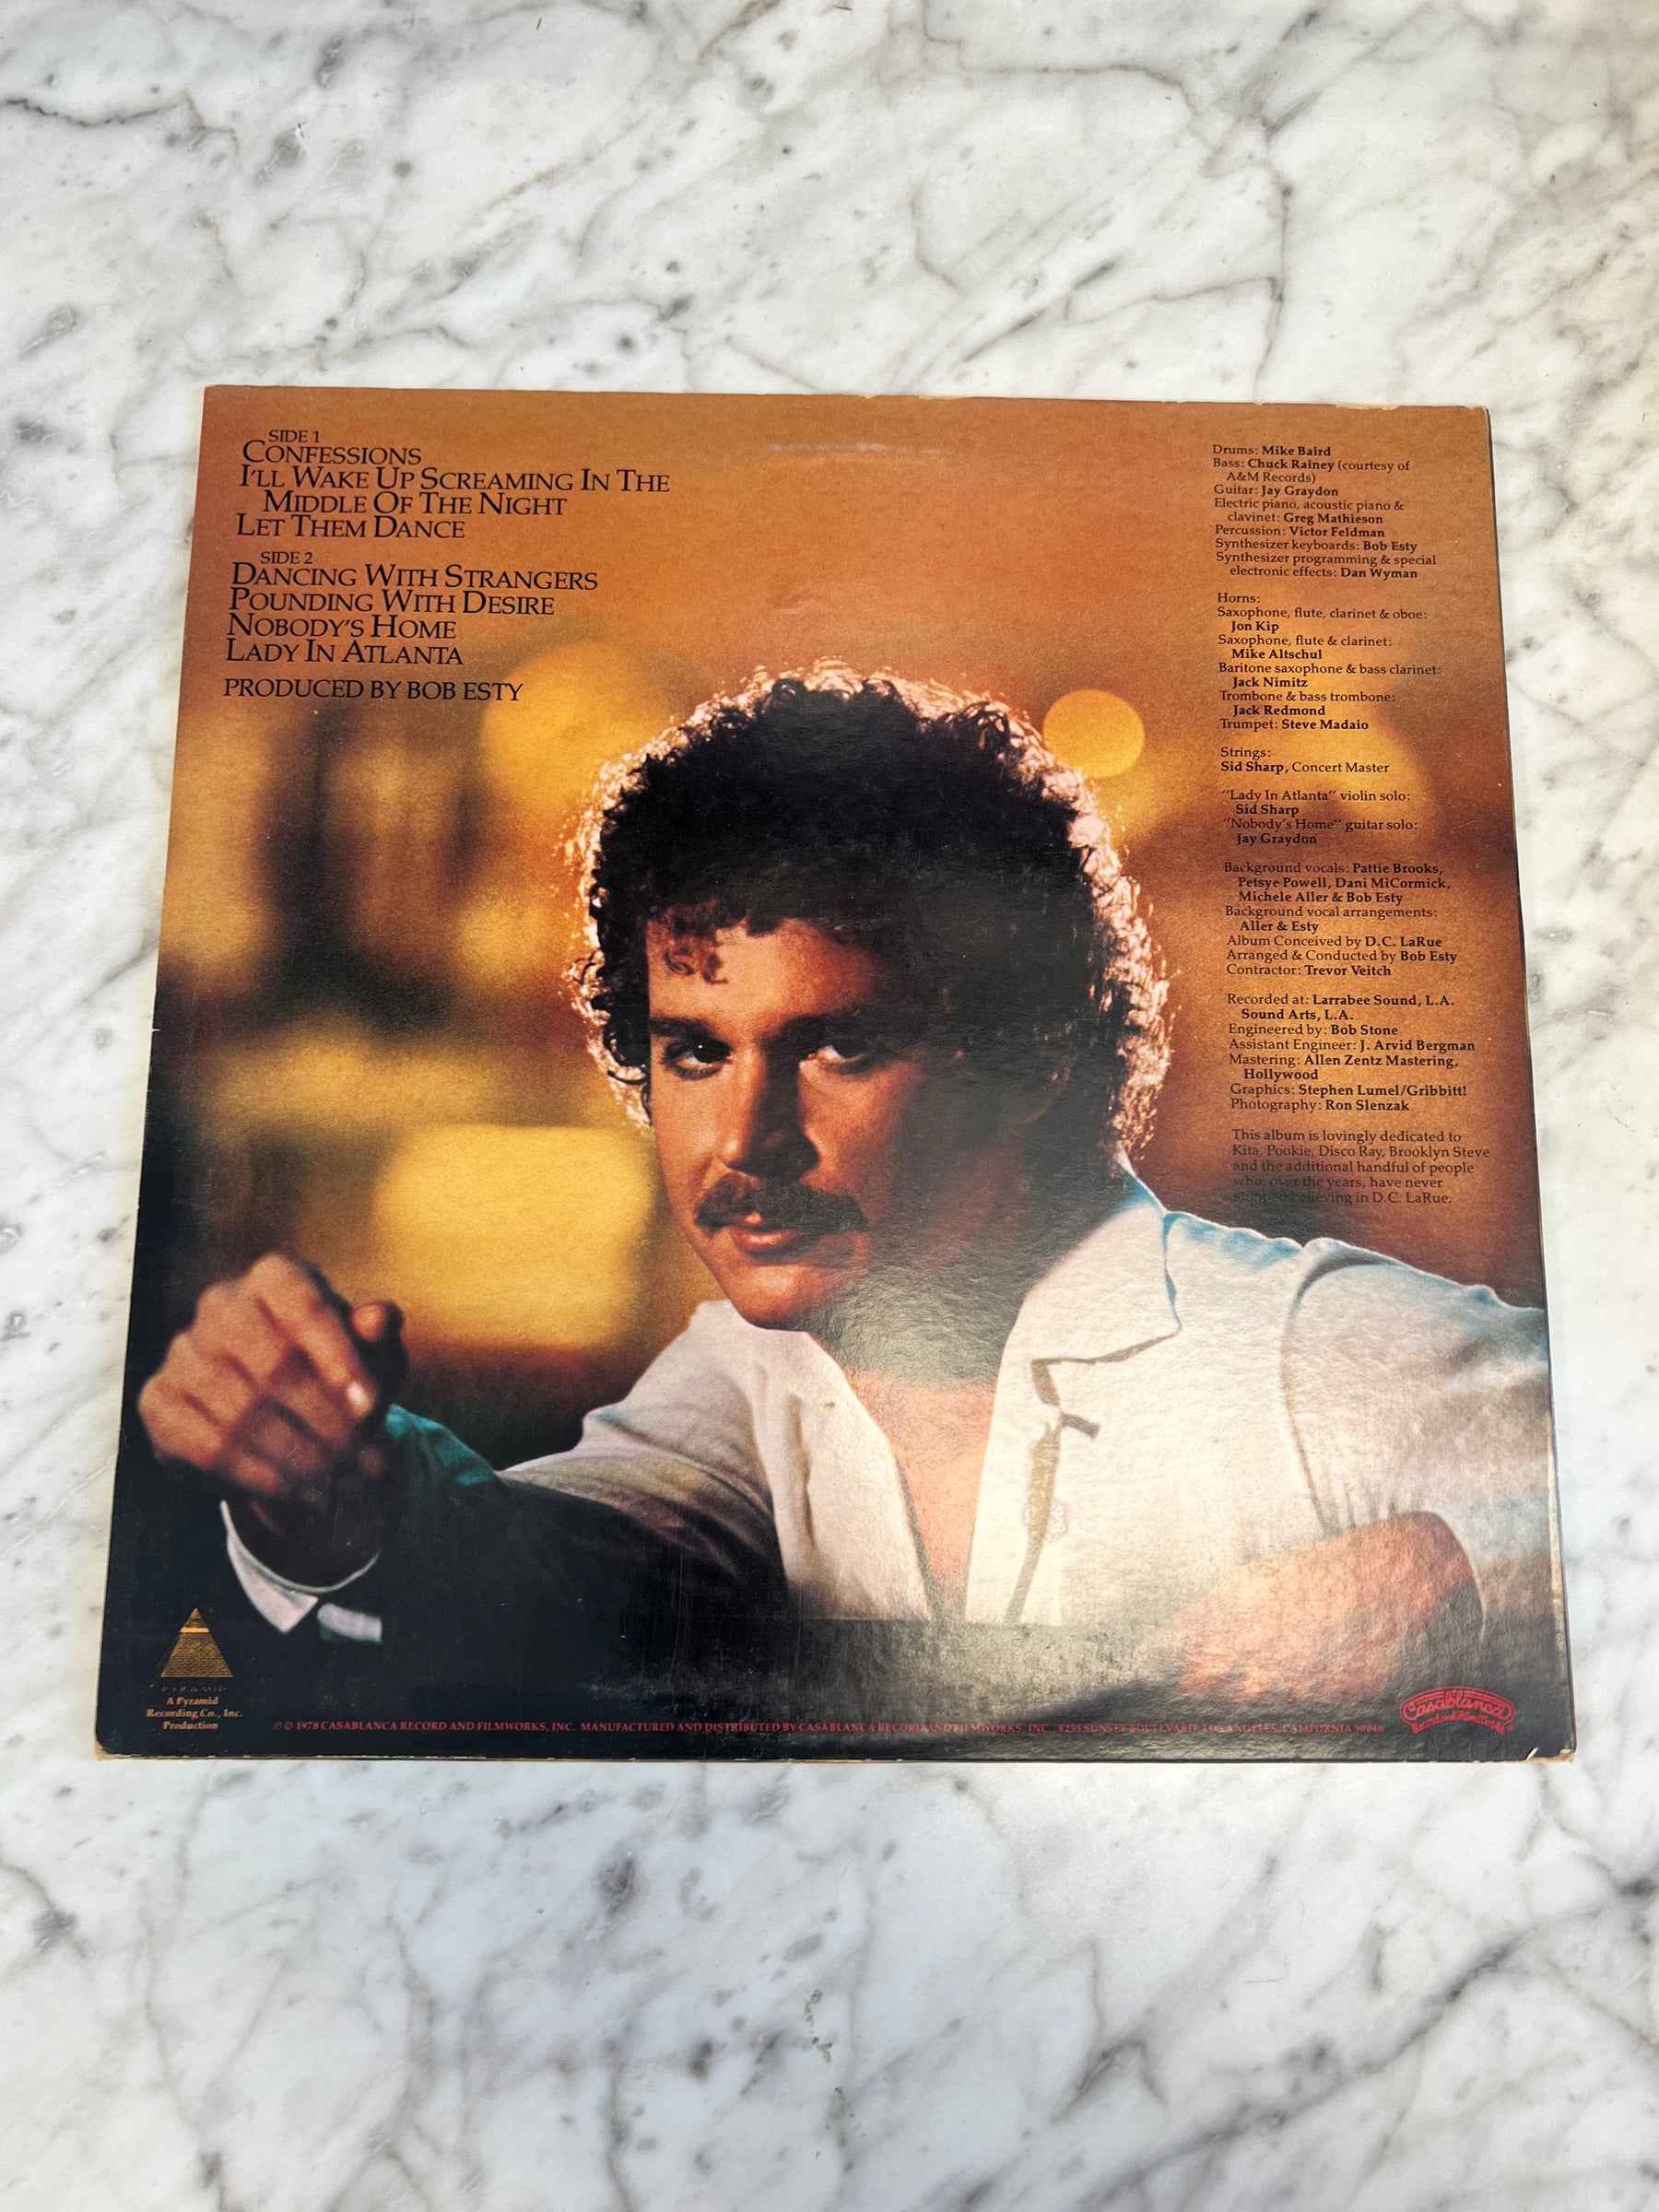 SIDE 1
CONFESSIONS
I'LL WAKE UP SCREAMING IN THE
MIDDLE OF THE NIGHT
LET THEM DANCE
SIDE 2
DANCING WITH STRANGERS
POUNDING WITH DESIRE
NOBODY'S HOME
LADY IN ATLANTA
PRODUCED BY BOB ESTY
Drums: Mike Baird
Bass: Chuck Rainey (courtesy of
A&M Records)
Guitar: Jay Graydon
Electric piano, acoustic piano &
clavinet: Greg Mathieson
Percussion: Victor Feldman
Synthesizer keyboards: Bob Esty
Synthesizer programming & special
electronic effects: Dan Wyman
Horns:
Saxophone, flute, clarinet & oboe:
Jon Kip
Saxophone, flute & clarinet:
Mike Altschul
Baritone saxophone & bass clarinet:
Jack Nimitz
Trombone & bass trombone:
Jack Redmond
Trumpet: Steve Madaio
Strings:
Sid Sharp, Concert Master
"Lady In Atlanta" violin solo:
Sid Sharp
"Nobody's Home" guitar solo:
Jay Graydon
Background vocals: Pattie Brooks,
Petsye Powell, Dani MiCormick,
Michele Aller & Bob Esty
Background vocal arrangements:
Aller & Esty
Album Conceived by D.C. LaRue
Arranged & Conducted by Bob Esty
Contractor: Trevor Veitch
Recorded at: Larrabee Sound, L.A.
Sound Arts, L.A.
Engineered by: Bob Stone
Assistant Engineer: J. Arvid Bergman
Mastering: Allen Zentz Mastering,
Hollywood
Graphics: Stephen Lumel/Gribbitt!
Photography: Ron Slenzak
This album is lovingly dedicated to
Kita, Pookie, Disco Ray, Brooklyn Steve
and the additional handful of people
who, over the years, have never
stopped believing in D.C. LaRue.
PYRAMID
A Pyramid
Recording Co., Inc.
Production
℗ © 1978 CASABLANCA RECORD AND FILMWORKS, INC. MANUFACTURED AND DISTRIBUTED BY CASABLANCA RECORD AND FILMWORKS, INC., 8255 SUNSET BOULEVARD, LOS ANGELES, CALIFORNIA 90046
Casablanca
Record and FilmWorks